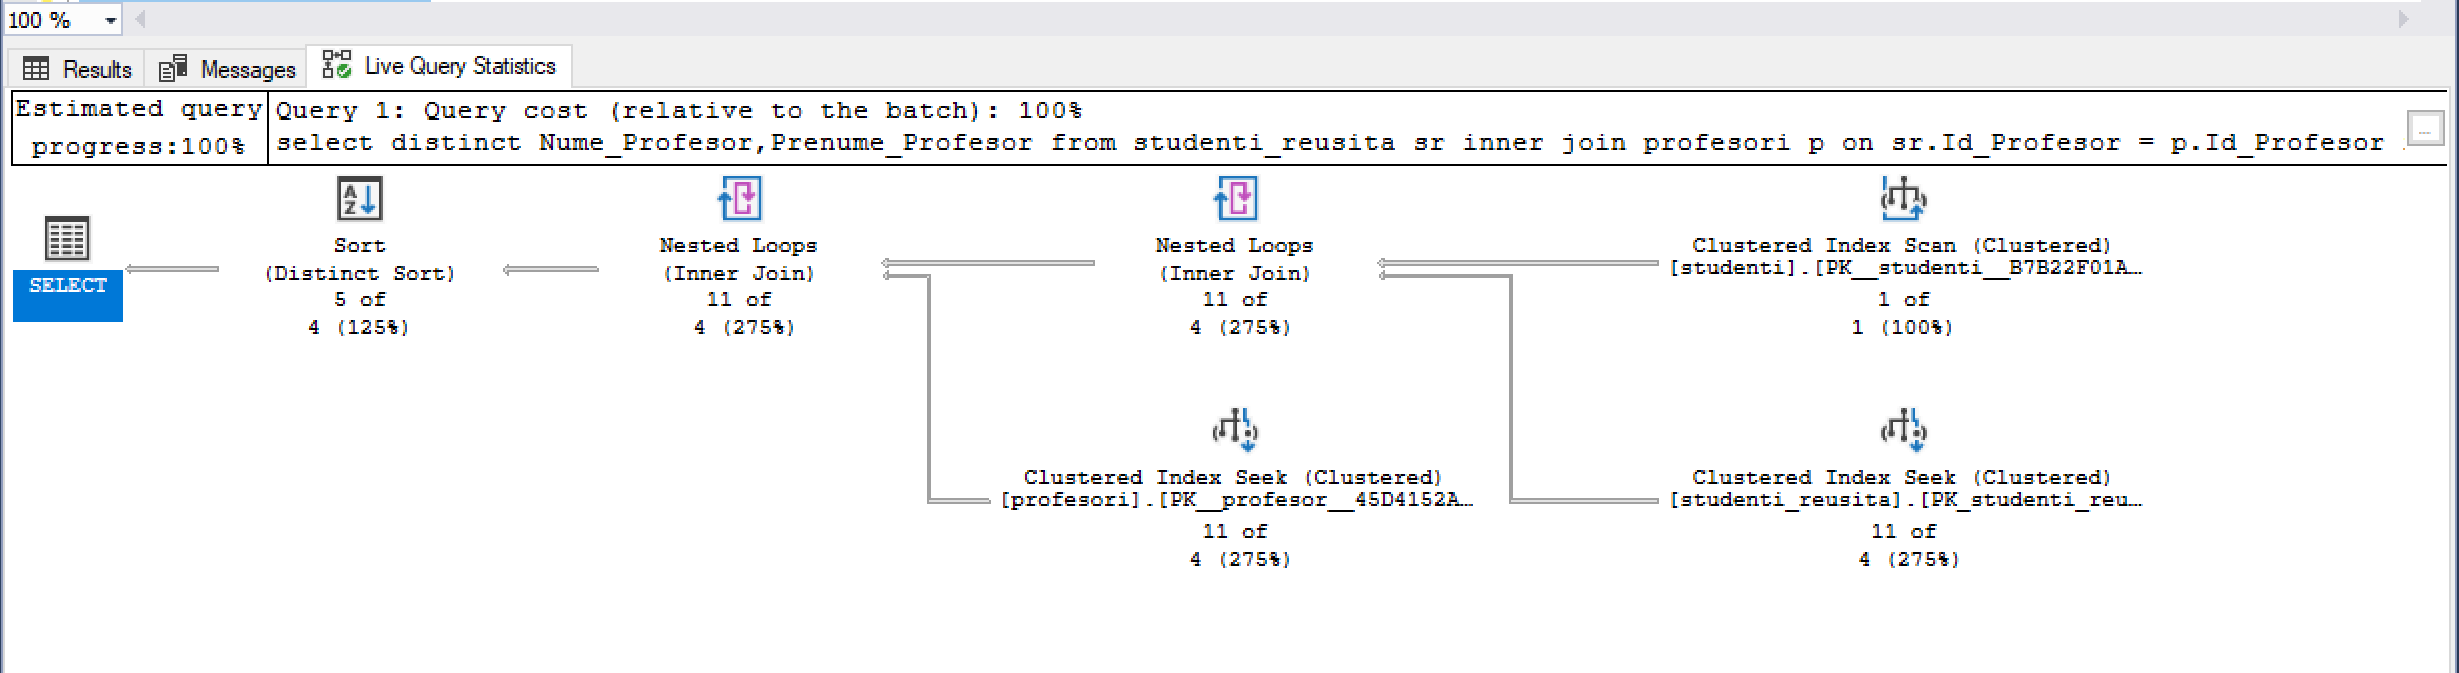 100 %
Results
Messages
Live Query Statistics
Estimated query
progress:100%
Query 1: Query cost (relative to the batch): 100%
select distinct Nume_Profesor,Prenume_Profesor from studenti_reusita sr inner join profesori p on sr.Id_Profesor = p.Id_Profesor
...
SELECT
Sort
(Distinct Sort)
5 of
4 (125%)
Nested Loops
(Inner Join)
11 of
4 (275%)
Nested Loops
(Inner Join)
11 of
4 (275%)
Clustered Index Scan (Clustered)
[studenti].[PK__studenti__B7B22F01A…
1 of
1 (100%)
Clustered Index Seek (Clustered)
[profesori].[PK__profesor__45D4152A…
11 of
4 (275%)
Clustered Index Seek (Clustered)
[studenti_reusita].[PK_studenti_reu…
11 of
4 (275%)